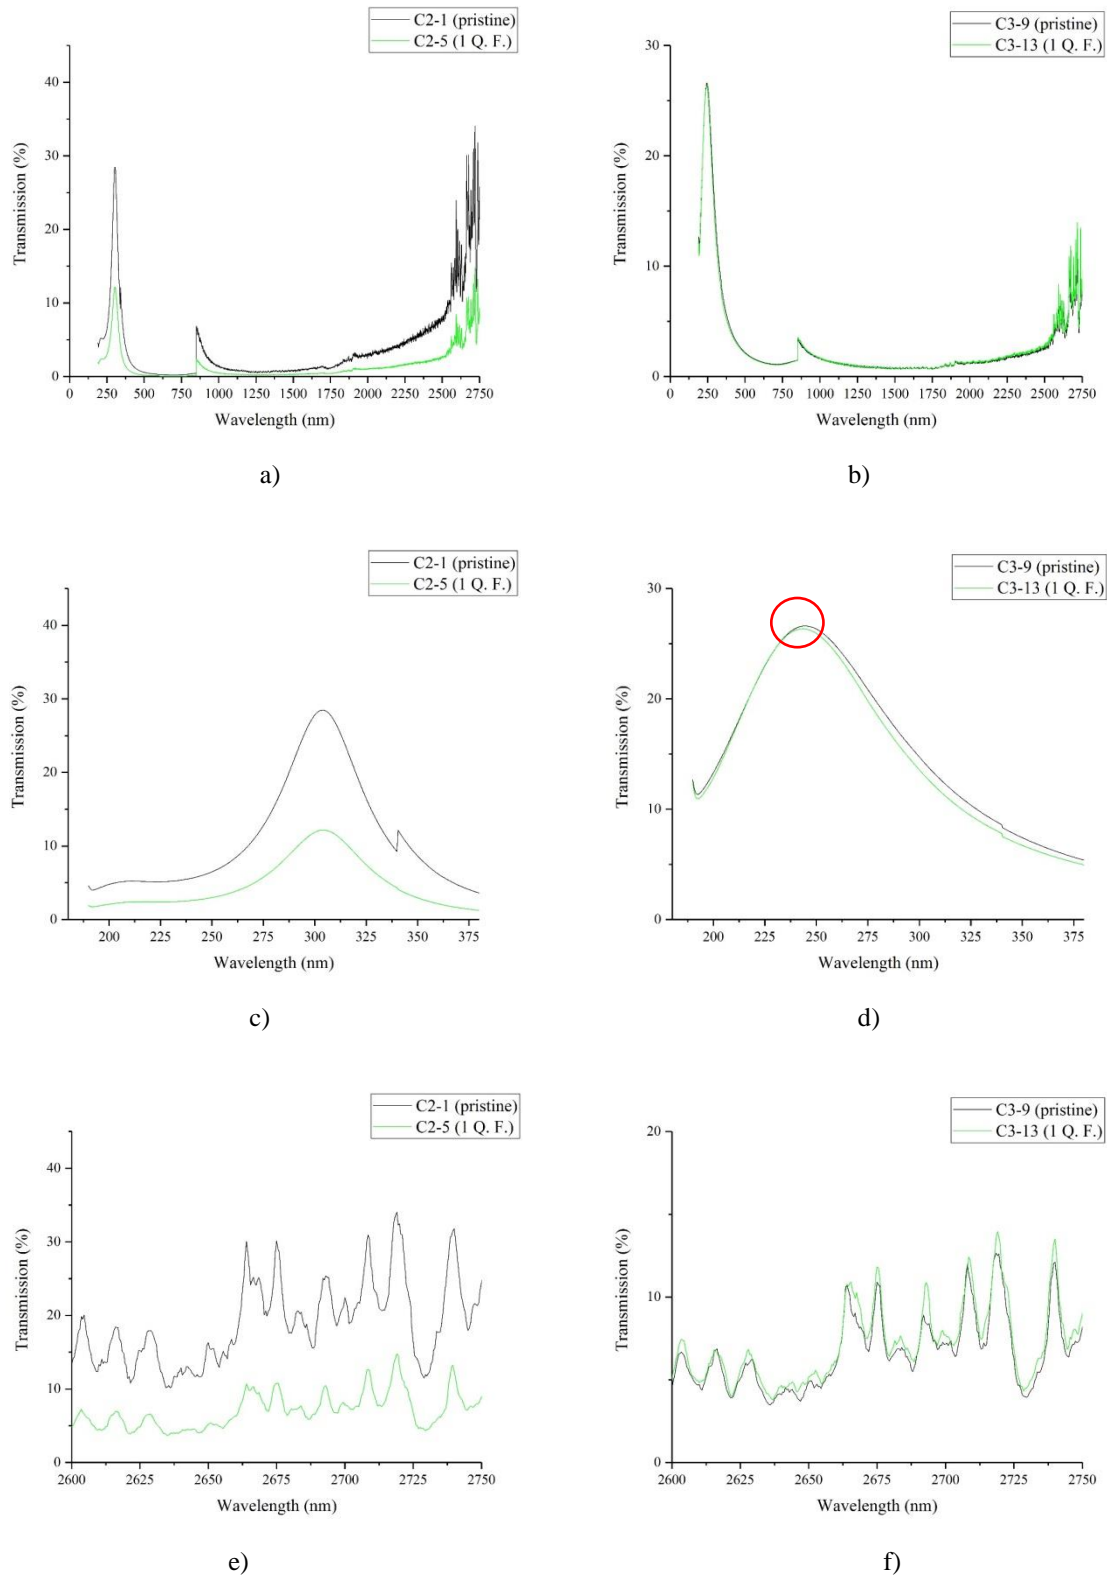 C2-1 (pristine)
C2-5 (1 Q. F.)
Transmission (%)
40
30
20
10
0
0 250 500 750 1000 1250 1500 1750 2000 2250 2500 2750
Wavelength (nm)
a)
C3-9 (pristine)
C3-13 (1 Q. F.)
Transmission (%)
30
20
10
0
0 250 500 750 1000 1250 1500 1750 2000 2250 2500 2750
Wavelength (nm)
b)
C2-1 (pristine)
C2-5 (1 Q. F.)
Transmission (%)
40
30
20
10
0
200 225 250 275 300 325 350 375
Wavelength (nm)
c)
C3-9 (pristine)
C3-13 (1 Q. F.)
Transmission (%)
30
20
10
0
200 225 250 275 300 325 350 375
Wavelength (nm)
d)
C2-1 (pristine)
C2-5 (1 Q. F.)
Transmission (%)
40
30
20
10
0
2600 2625 2650 2675 2700 2725 2750
Wavelength (nm)
e)
C3-9 (pristine)
C3-13 (1 Q. F.)
Transmission (%)
20
15
10
5
0
2600 2625 2650 2675 2700 2725 2750
Wavelength (nm)
f)